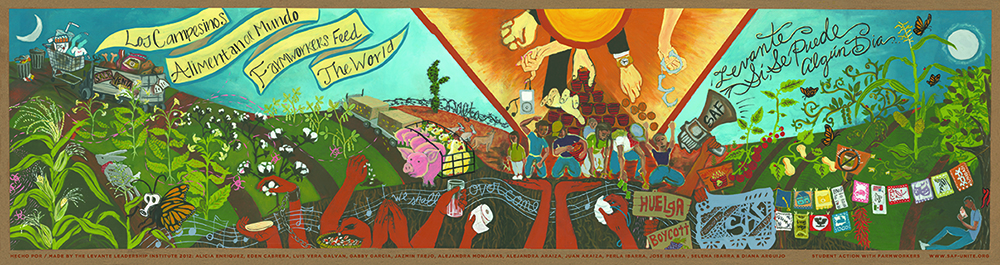 Los Campesinos
Alimentan al Mundo
Farmworkers Feed
The World
Levante
Si Se Puede
Algún Día
SAF
we shall
overcome
HUELGA
BOYCOTT
HECHO POR / MADE BY THE LEVANTE LEADERSHIP INSTITUTE 2012: ALICIA ENRIQUEZ, EDEN CABRERA, LUIS VERA GALVAN, GABBY GARCIA, JAZMIN TREJO, ALEJANDRA MONJARAS, ALEJANDRA ARAIZA, JUAN ARAIZA, PERLA IBARRA, JOSE IBARRA, SELENA IBARRA & DIANA ARGUIJO
STUDENT ACTION WITH FARMWORKERS
WWW.SAF-UNITE.ORG